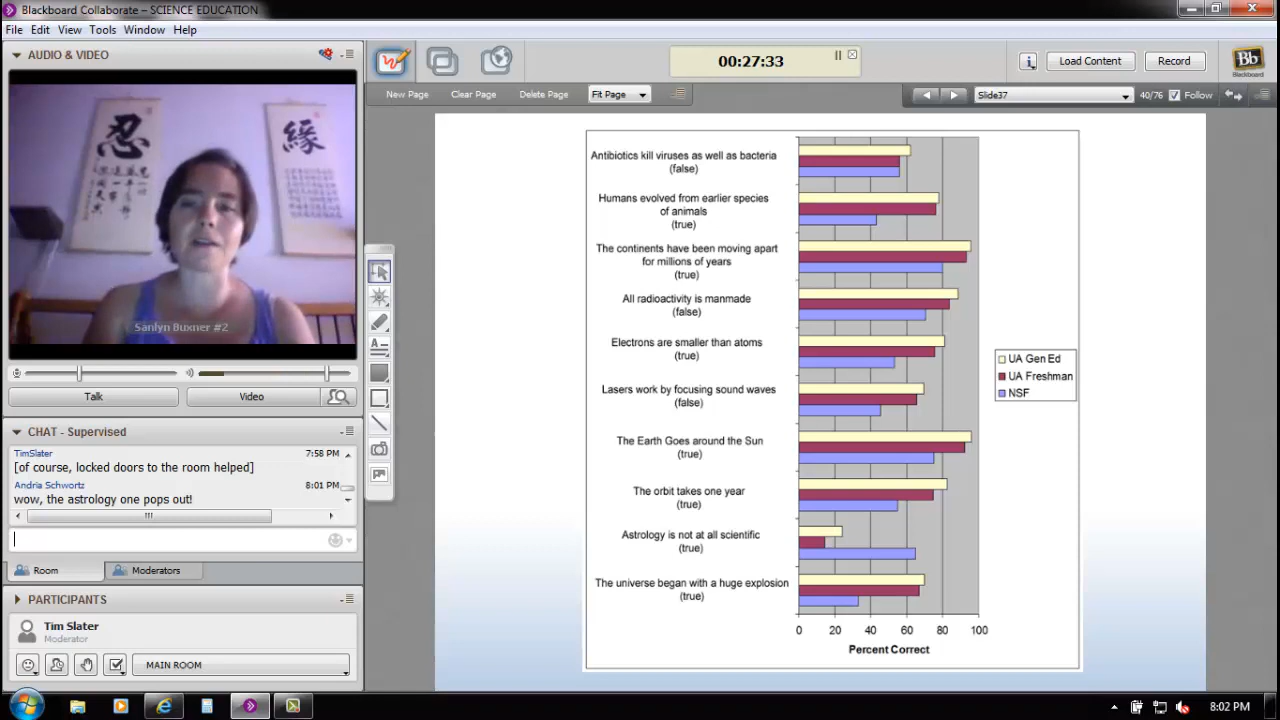 Blackboard Collaborate – SCIENCE EDUCATION
File Edit View Tools Window Help
AUDIO & VIDEO
忍
緣
Sanlyn Buxner #2
Talk
Video
CHAT - Supervised
TimSlater 7:58 PM
[of course, locked doors to the room helped]
Andria Schwortz 8:01 PM
wow, the astrology one pops out!
Room
Moderators
PARTICIPANTS
Tim Slater
Moderator
MAIN ROOM
00:27:33
Load Content
Record
Bb
Blackboard
New Page Clear Page Delete Page Fit Page
Slide37
40/76
Follow
Antibiotics kill viruses as well as bacteria
(false)
Humans evolved from earlier species
of animals
(true)
The continents have been moving apart
for millions of years
(true)
All radioactivity is manmade
(false)
Electrons are smaller than atoms
(true)
Lasers work by focusing sound waves
(false)
The Earth Goes around the Sun
(true)
The orbit takes one year
(true)
Astrology is not at all scientific
(true)
The universe began with a huge explosion
(true)
0 20 40 60 80 100
Percent Correct
UA Gen Ed
UA Freshman
NSF
8:02 PM